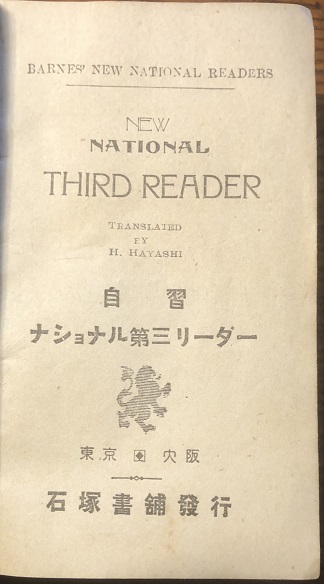 BARNES' NEW NATIONAL READERS
NEW
NATIONAL
THIRD READER
TRANSLATED
BY
H. HAYASHI
自習
ナショナル第三リーダー
東京 大阪
石塚書舗發行